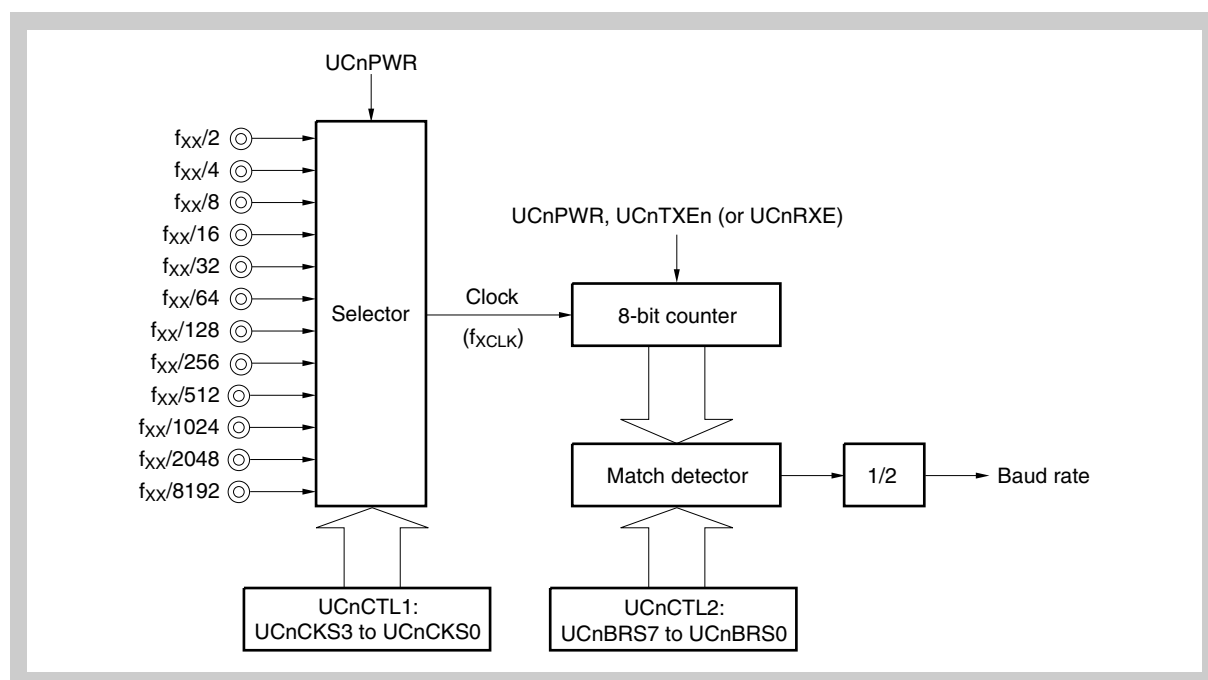 UCnPWR
fXX/2
fXX/4
fXX/8
fXX/16
fXX/32
fXX/64
fXX/128
fXX/256
fXX/512
fXX/1024
fXX/2048
fXX/8192
Selector
Clock
(fXCLK)
UCnPWR, UCnTXEn (or UCnRXE)
8-bit counter
Match detector
1/2
Baud rate
UCnCTL1:
UCnCKS3 to UCnCKS0
UCnCTL2:
UCnBRS7 to UCnBRS0